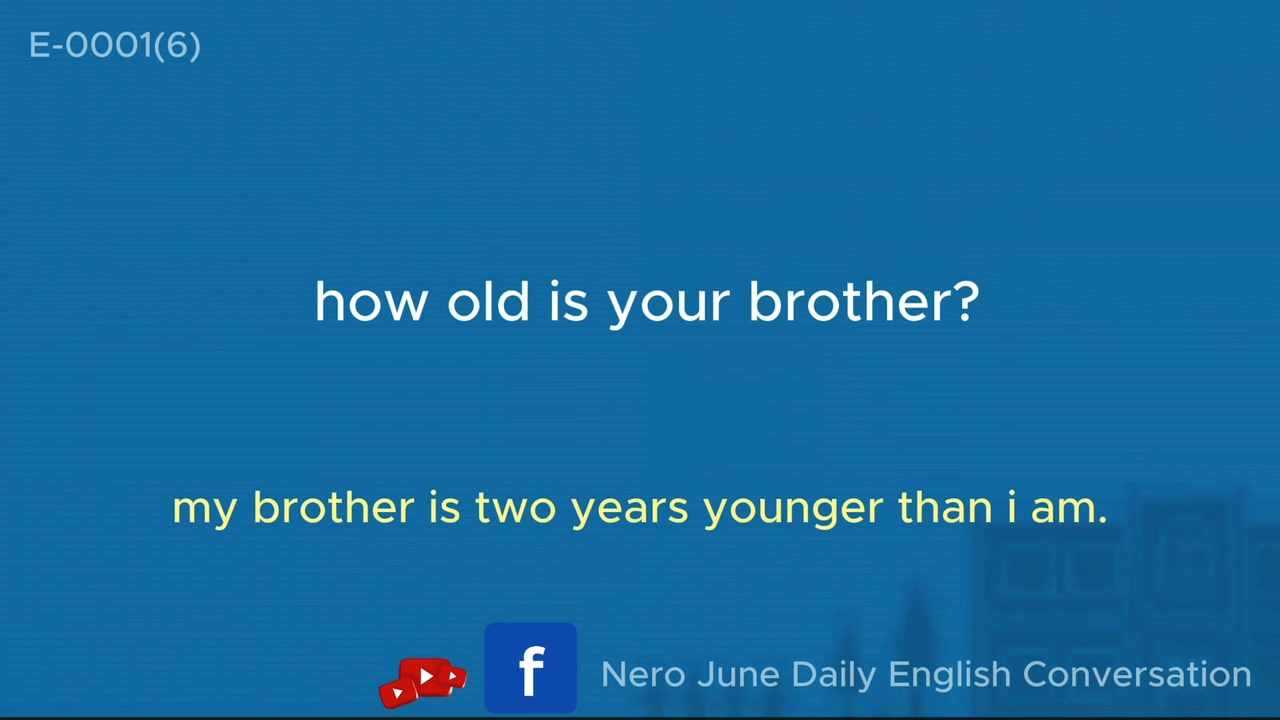 E-0001(6)
how old is your brother?
my brother is two years younger than i am.
f
Nero June Daily English Conversation